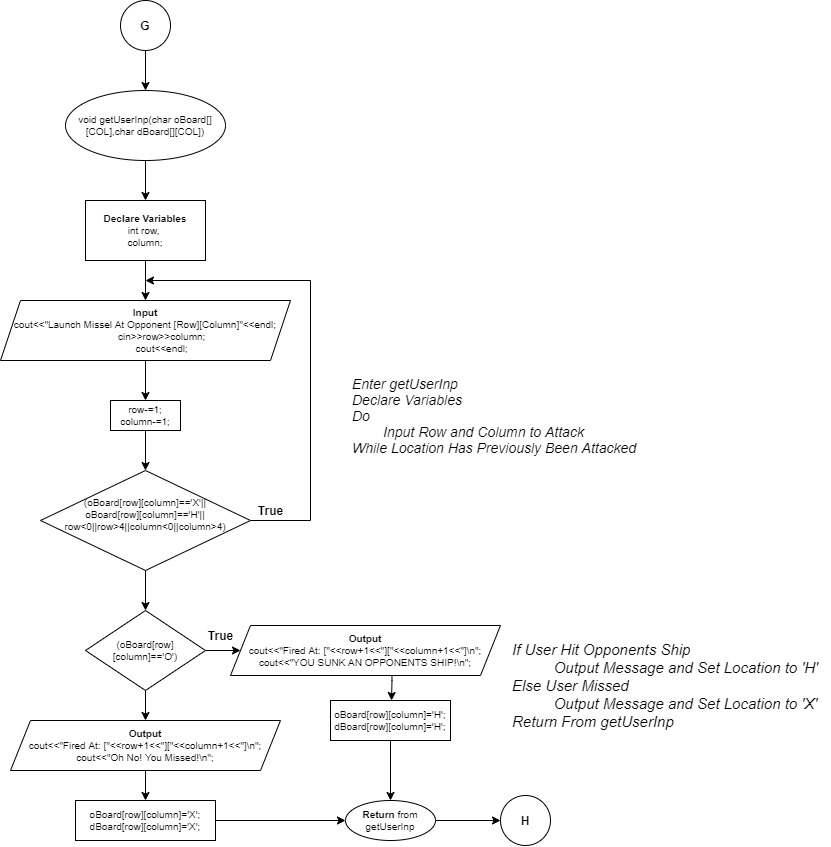 G
void getUserInp(char oBoard[]
[COL],char dBoard[][COL])
Declare Variables
int row,
column;
Input
cout<<"Launch Missel At Opponent [Row][Column]"<<endl;
cin>>row>>column;
cout<<endl;
row-=1;
column-=1;
Enter getUserInp
Declare Variables
Do
Input Row and Column to Attack
While Location Has Previously Been Attacked
(oBoard[row][column]=='X'||
oBoard[row][column]=='H'||
row<0||row>4||column<0||column>4)
True
(oBoard[row]
[column]=='O')
True
Output
cout<<"Fired At: ["<<row+1<<"]["<<column+1<<"]\n";
cout<<"YOU SUNK AN OPPONENTS SHIP!\n";
If User Hit Opponents Ship
Output Message and Set Location to 'H'
Else User Missed
Output Message and Set Location to 'X'
Return From getUserInp
oBoard[row][column]='H';
dBoard[row][column]='H';
Output
cout<<"Fired At: ["<<row+1<<"]["<<column+1<<"]\n";
cout<<"Oh No! You Missed!\n";
oBoard[row][column]='X';
dBoard[row][column]='X';
Return from
getUserInp
H